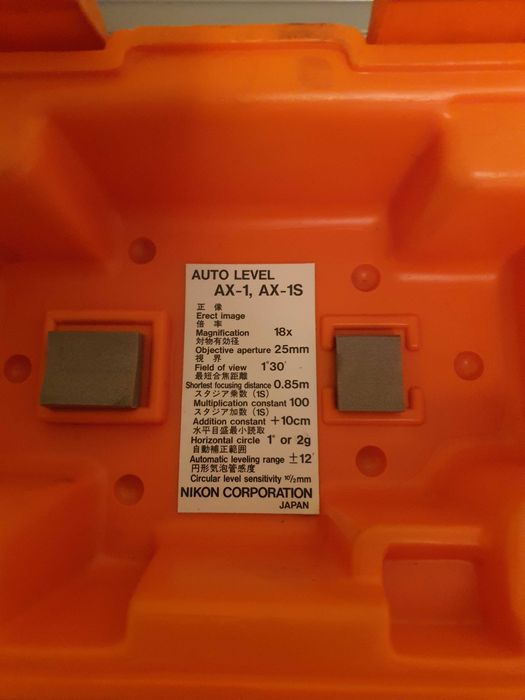 AUTO LEVEL
AX-1, AX-1S
正 像
Erect image
倍 率
Magnification 18x
対物有効径
Objective aperture 25mm
視 界
Field of view 1°30′
最短合焦距離
Shortest focusing distance 0.85m
スタジア乗数 (1S)
Multiplication constant 100
スタジア加数 (1S)
Addition constant +10cm
水平目盛最小読取
Horizontal circle 1° or 2g
自動補正範囲
Automatic leveling range ±12′
円形気泡管感度
Circular level sensitivity 10′/2mm
NIKON CORPORATION
JAPAN